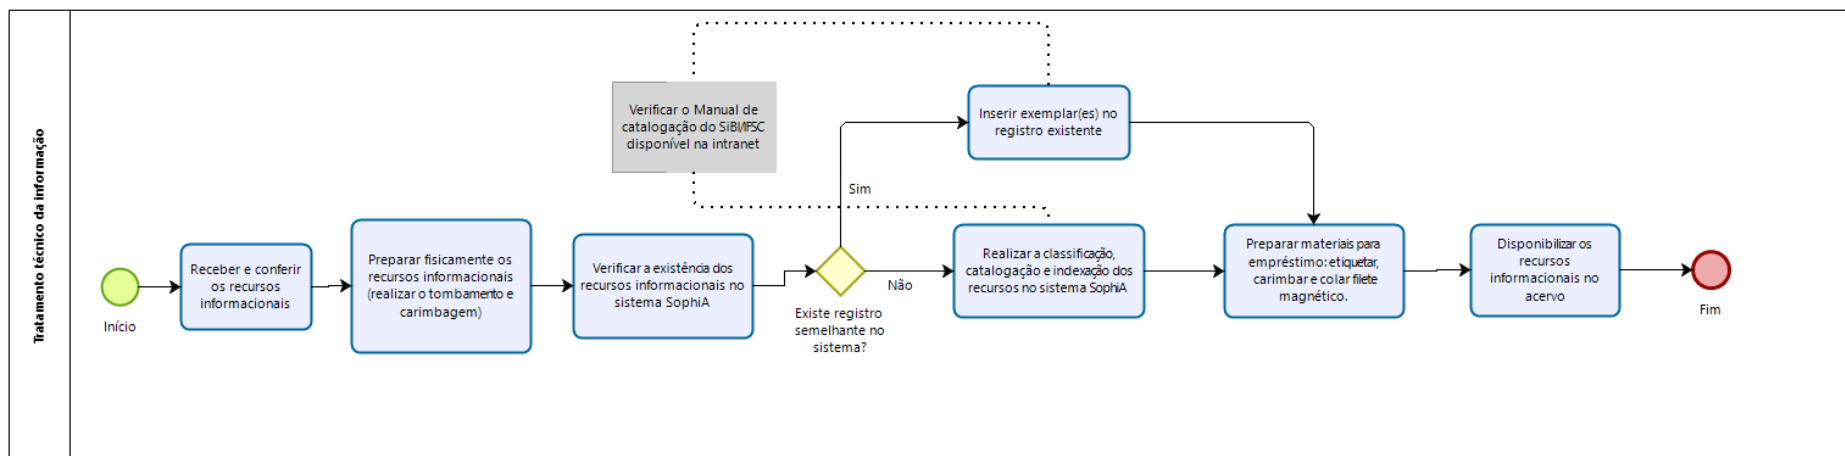 Tratamento técnico da informação
Início
Receber e conferir
os recursos
informacionais
Preparar fisicamente os
recursos informacionais
(realizar o tombamento e
carimbagem)
Verificar a existência dos
recursos informacionais no
sistema SophiA
Existe registro
semelhante no
sistema?
Sim
Não
Verificar o Manual de
catalogação do SiBI/IFSC
disponível na intranet
Inserir exemplar(es) no
registro existente
Realizar a classificação,
catalogação e indexação dos
recursos no sistema SophiA
Preparar materiais para
empréstimo: etiquetar,
carimbar e colar filete
magnético.
Disponibilizar os
recursos
informacionais no
acervo
Fim